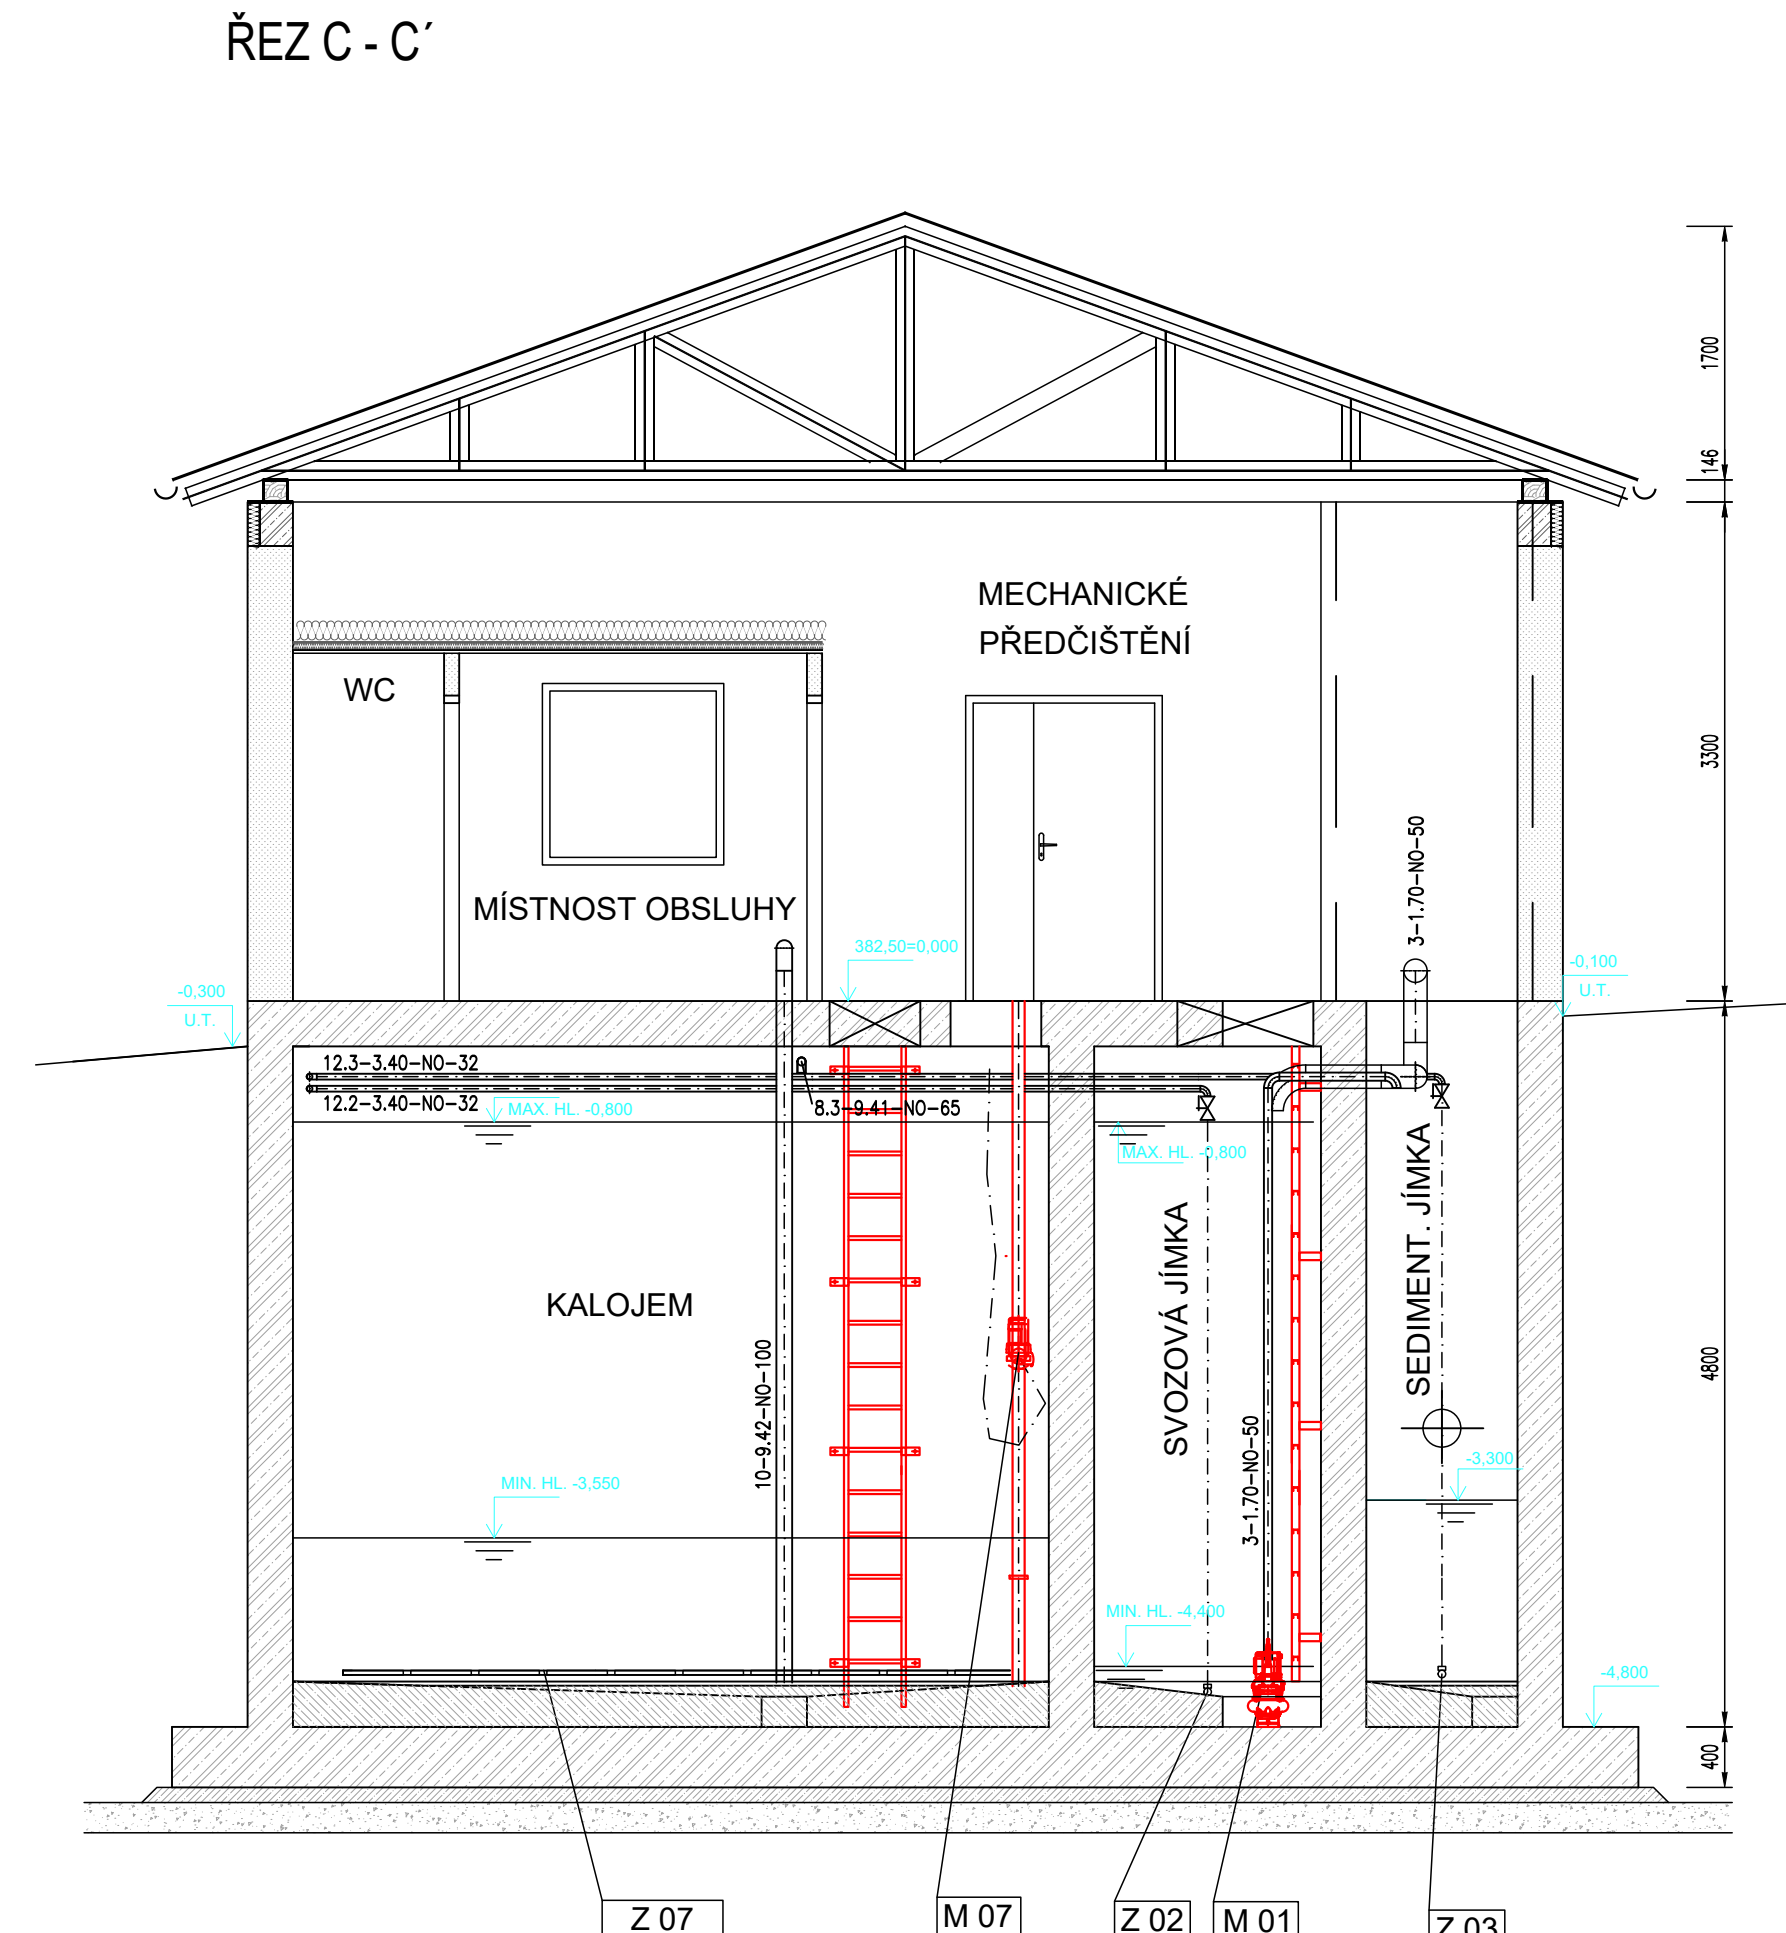 ŘEZ C - C´
1700
146
MECHANICKÉ
PŘEDČIŠTĚNÍ
WC
3300
MÍSTNOST OBSLUHY
3-1.70-NO-50
382,50=0,000
-0,100
U.T.
-0,300
U.T.
12.3-3.40-NO-32
12.2-3.40-NO-32
MAX. HL. -0,800
8.3-9.41-NO-65
MAX. HL. -0,800
KALOJEM
10-9.42-NO-100
SVOZOVÁ JÍMKA
3-1.70-NO-50
SEDIMENT. JÍMKA
4800
MIN. HL. -3,550
-3,300
MIN. HL. -4,400
-4,800
400
Z 07
M 07
Z 02
M 01
Z 03